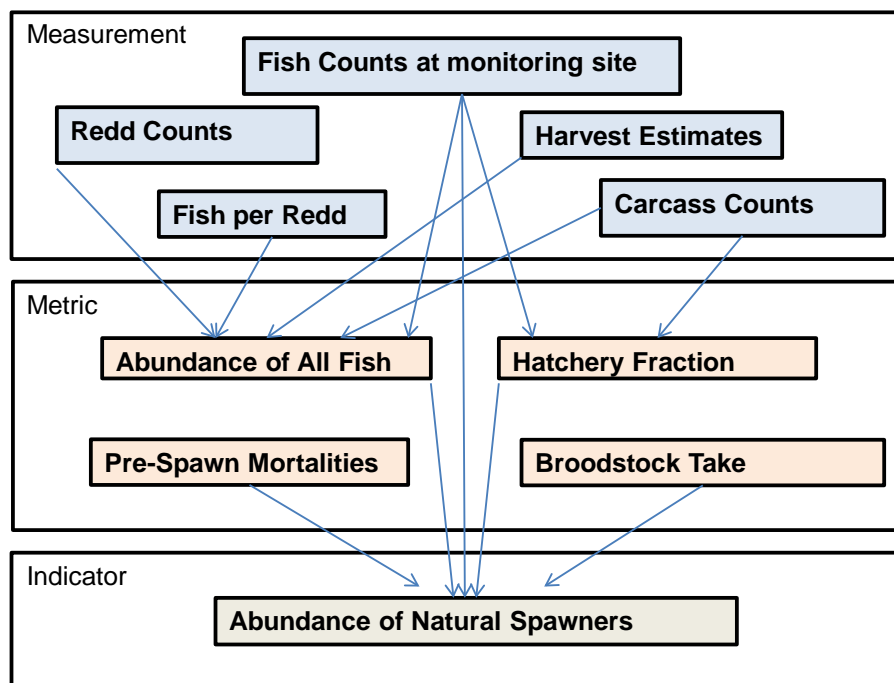 Measurement
Fish Counts at monitoring site
Redd Counts
Harvest Estimates
Fish per Redd
Carcass Counts
Metric
Abundance of All Fish
Hatchery Fraction
Pre-Spawn Mortalities
Broodstock Take
Indicator
Abundance of Natural Spawners